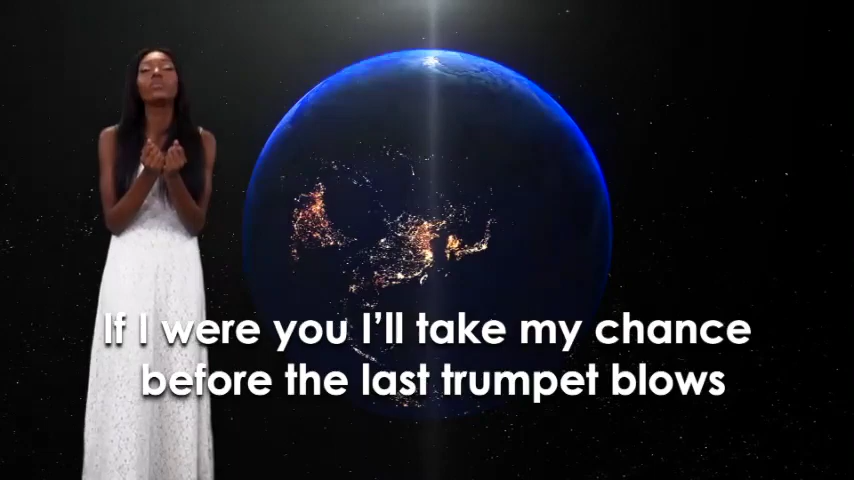 If I were you I’ll take my chance
before the last trumpet blows